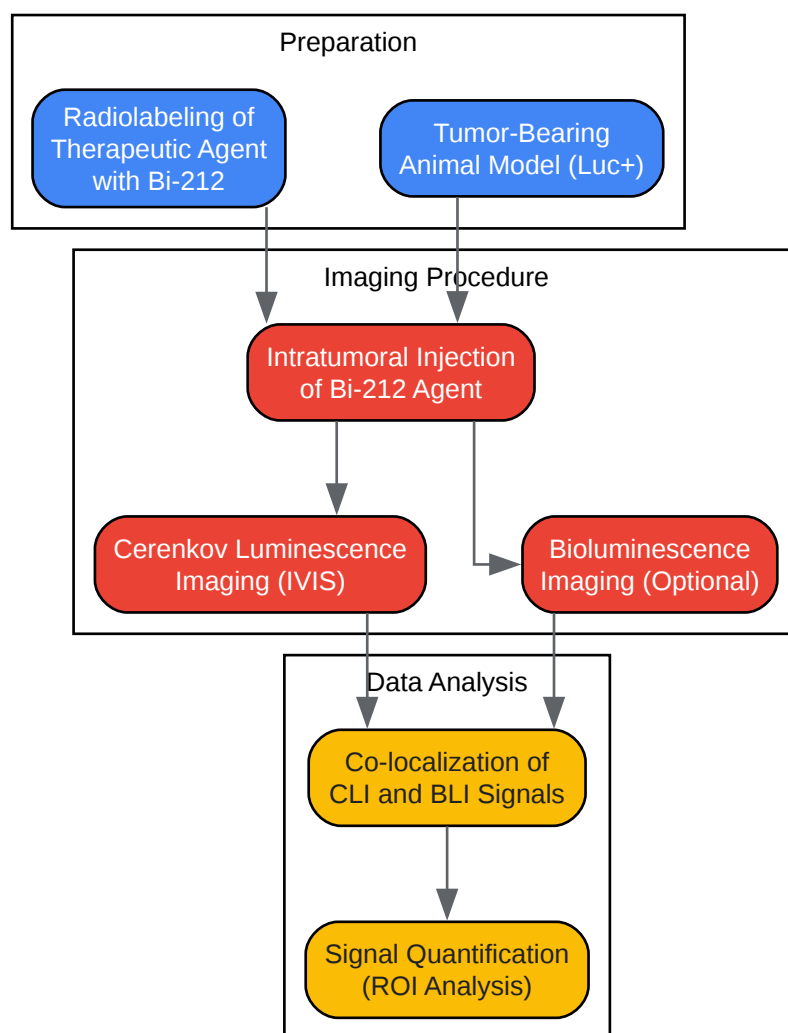 Preparation
Radiolabeling of
Therapeutic Agent
with Bi-212
Tumor-Bearing
Animal Model (Luc+)
Imaging Procedure
Intratumoral Injection
of Bi-212 Agent
Cerenkov Luminescence
Imaging (IVIS)
Bioluminescence
Imaging (Optional)
Data Analysis
Co-localization of
CLI and BLI Signals
Signal Quantification
(ROI Analysis)